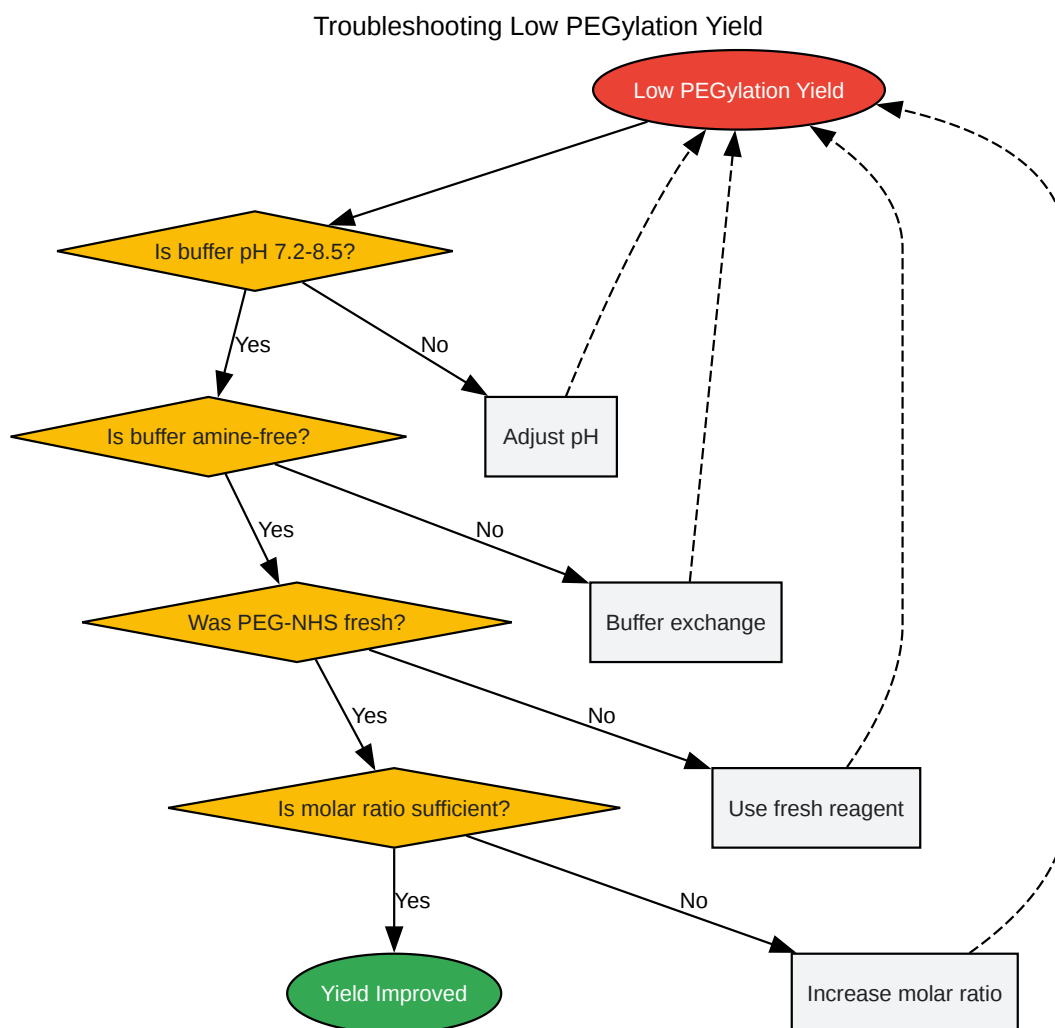 Troubleshooting Low PEGylation Yield
Low PEGylation Yield
Is buffer pH 7.2-8.5?
Yes
No
Is buffer amine-free?
Adjust pH
Yes
No
Was PEG-NHS fresh?
Buffer exchange
Yes
No
Is molar ratio sufficient?
Use fresh reagent
Yes
No
Yield Improved
Increase molar ratio